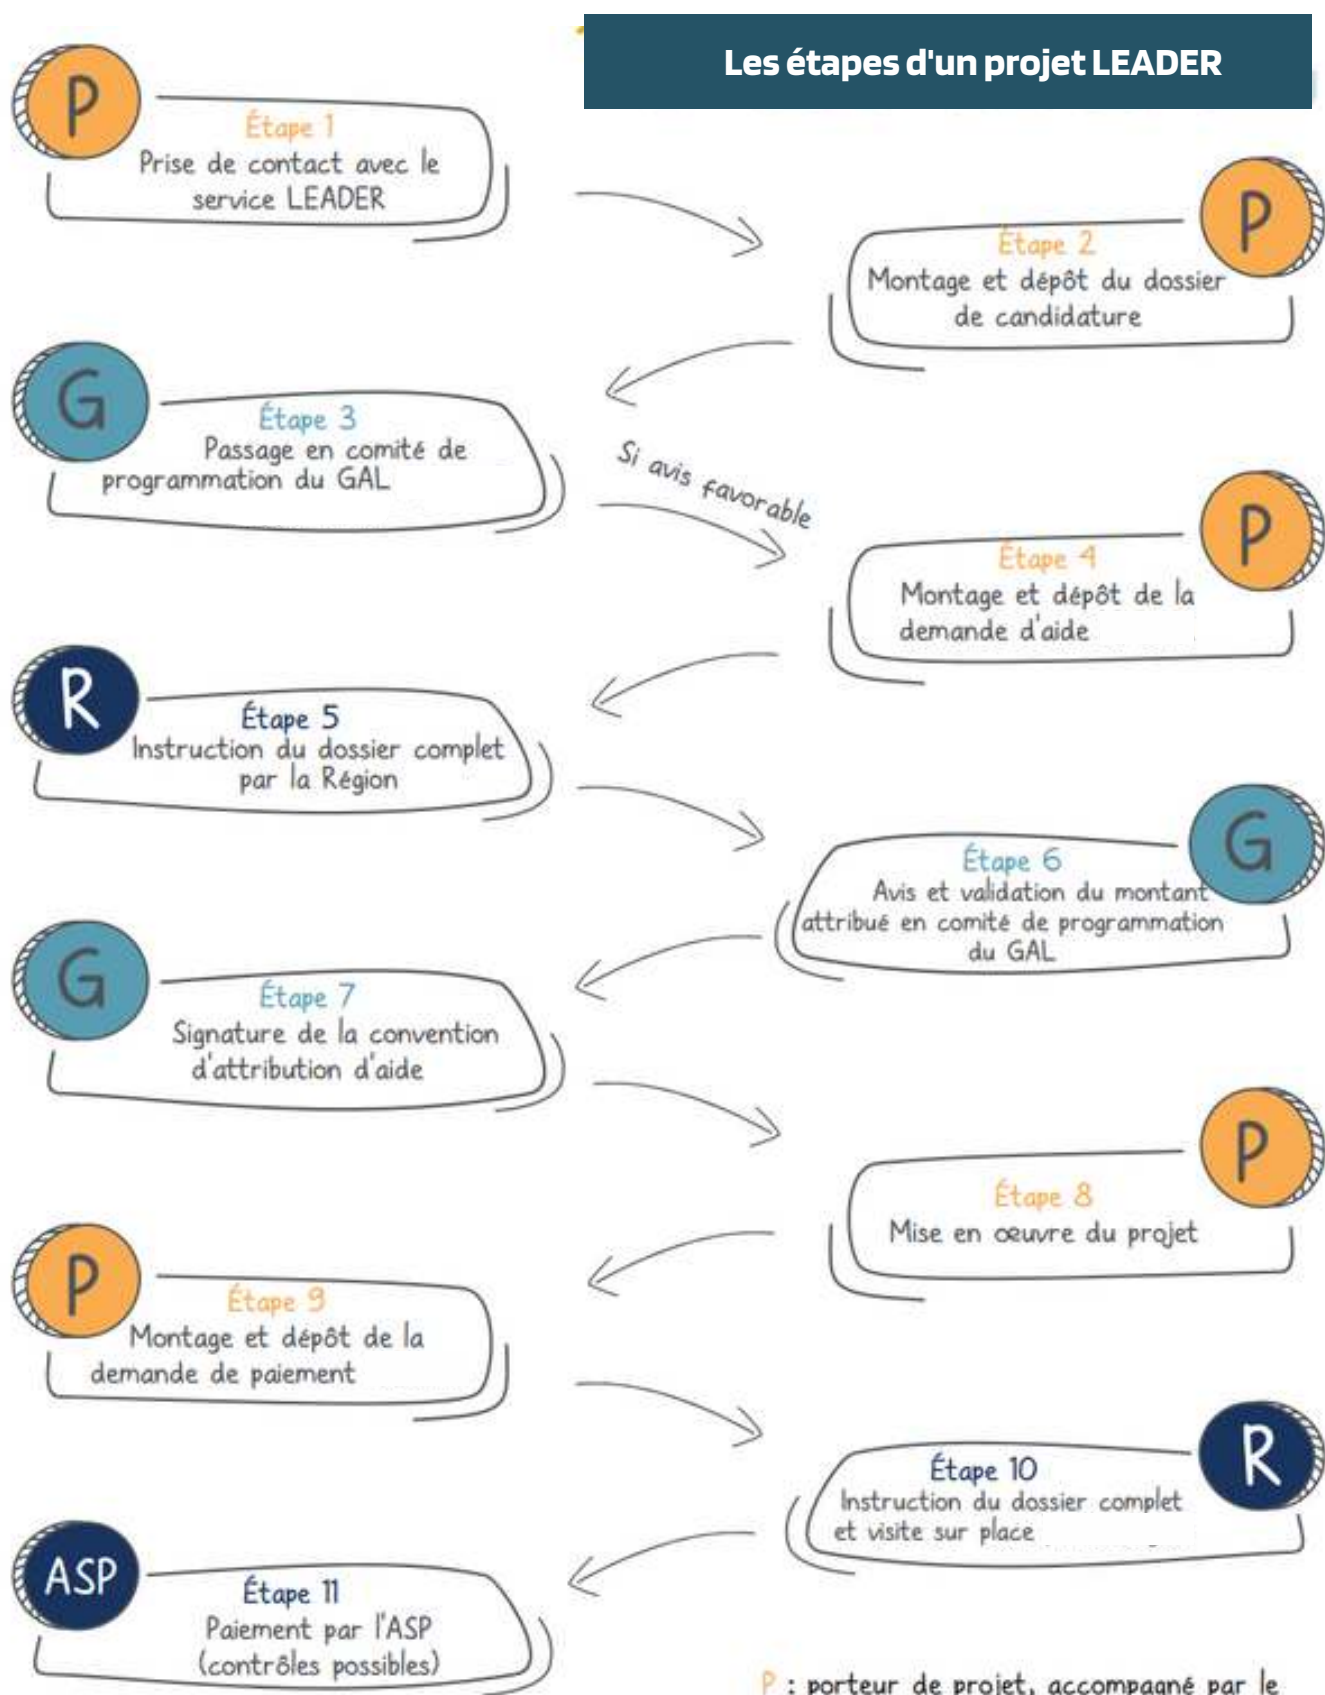 Les étapes d'un projet LEADER
P
Étape 1
Prise de contact avec le
service LEADER
P
Étape 2
Montage et dépôt du dossier
de candidature
G
Étape 3
Passage en comité de
programmation du GAL
Si avis favorable
P
Étape 4
Montage et dépôt de la
demande d'aide
R
Étape 5
Instruction du dossier complet
par la Région
G
Étape 6
Avis et validation du montant
attribué en comité de programmation
du GAL
G
Étape 7
Signature de la convention
d'attribution d'aide
P
Étape 8
Mise en œuvre du projet
P
Étape 9
Montage et dépôt de la
demande de paiement
R
Étape 10
Instruction du dossier complet
et visite sur place
ASP
Étape 11
Paiement par l'ASP
(contrôles possibles)
P : porteur de projet, accompagné par le